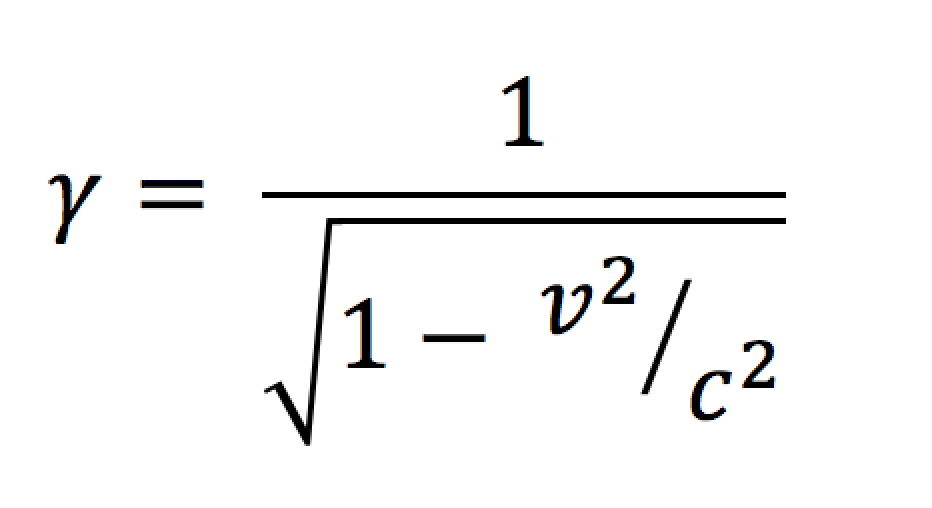 γ = 1 / √(1 − v²/c²)